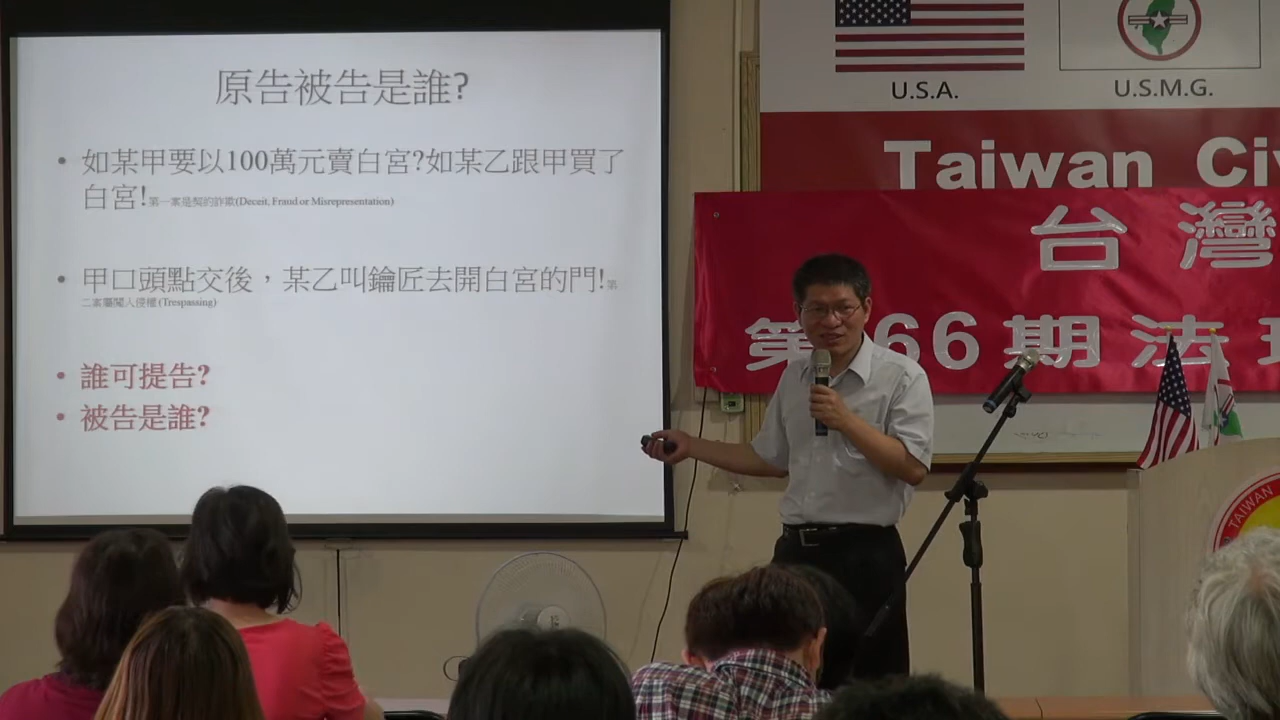 原告被告是誰?
• 如某甲要以100萬元賣白宮?如某乙跟甲買了
白宮!第一案是契約詐欺(Deceit, Fraud or Misrepresentation)
• 甲口頭點交後，某乙叫鑰匠去開白宮的門!第
二案屬闖入侵權(Trespassing)
• 誰可提告?
• 被告是誰?
U.S.A.
U.S.M.G.
Taiwan Civ
台灣
第 66期法理
TAIWAN